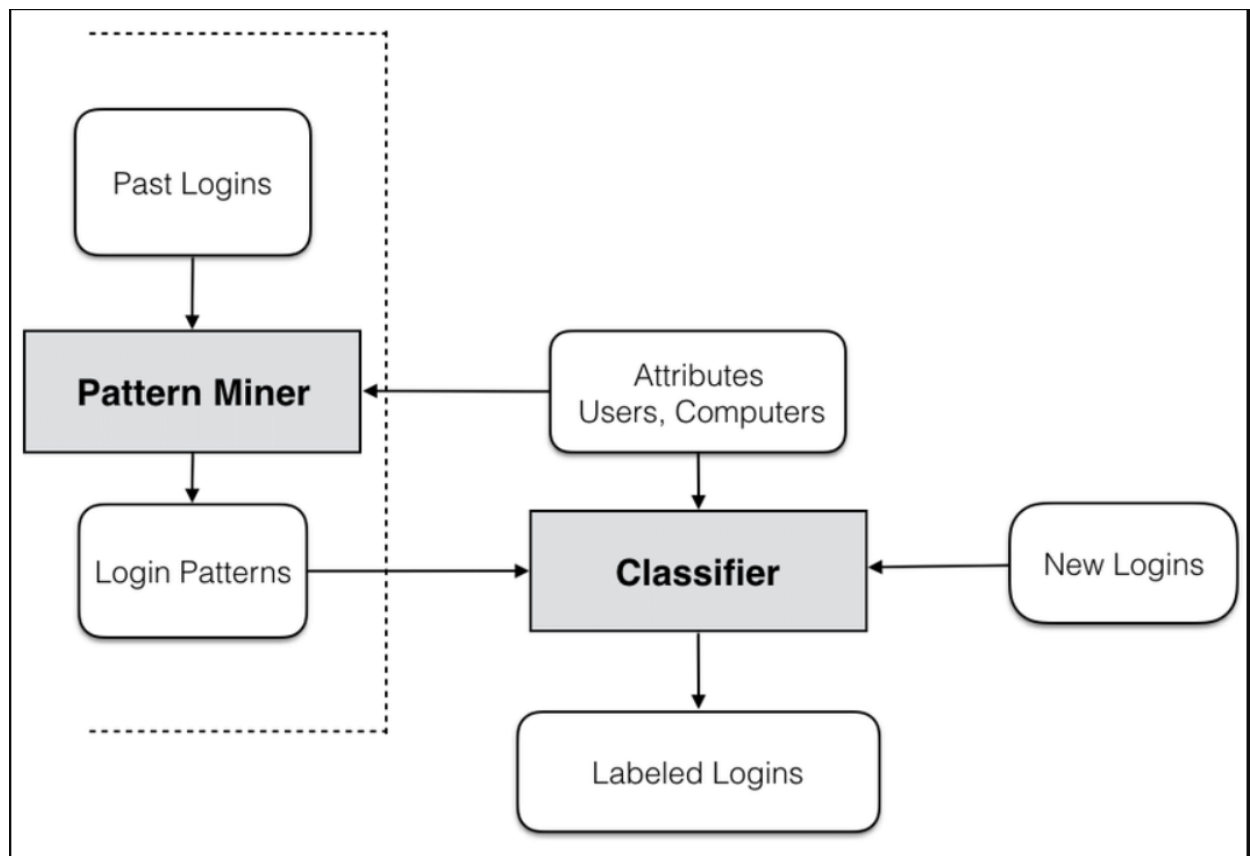 Past Logins
Pattern Miner
Attributes
Users, Computers
Login Patterns
Classifier
New Logins
Labeled Logins